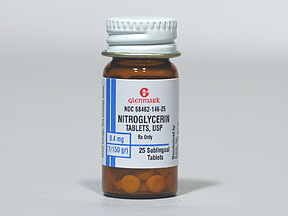 G
Glenmark
NDC 68462-146-25
NITROGLYCERIN
TABLETS, USP
Rx Only
0.4 mg
(1/150 gr)
25 Sublingual
Tablets